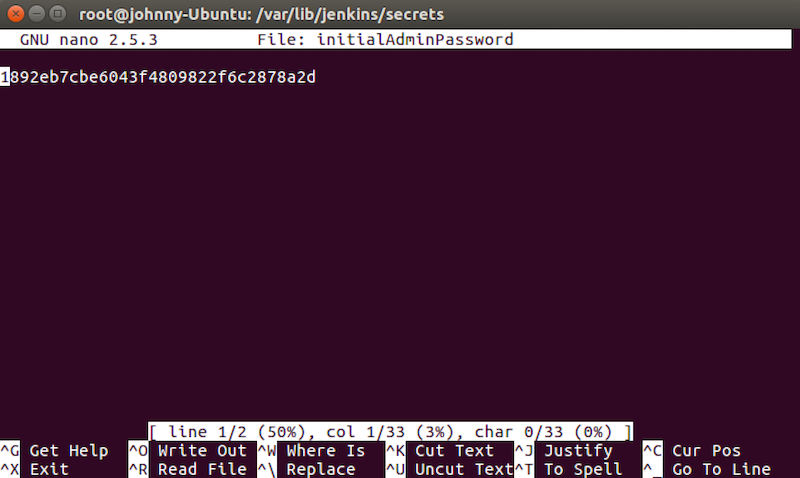 root@johnny-Ubuntu: /var/lib/jenkins/secrets
GNU nano 2.5.3 File: initialAdminPassword
1892eb7cbe6043f4809822f6c2878a2d
[ line 1/2 (50%), col 1/33 (3%), char 0/33 (0%) ]
^G Get Help ^O Write Out ^W Where Is ^K Cut Text ^J Justify ^C Cur Pos
^X Exit ^R Read File ^\ Replace ^U Uncut Text ^T To Spell ^_ Go To Line